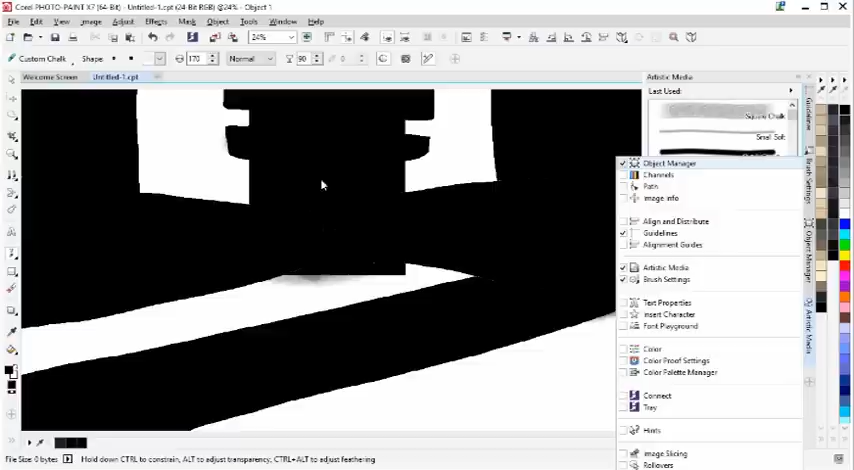 Corel PHOTO-PAINT X7 (64-Bit) - Untitled-1.cpt (24-Bit RGB) @24% - Object 1
File Edit View Image Adjust Effects Mask Object Tools Window Help
24%
Custom Chalk Shape: 170 Normal 90 0
Welcome Screen Untitled-1.cpt
Artistic Media
Last Used:
Square Chalk
Small Soft
Object Manager
Channels
Path
Image Info
Align and Distribute
Guidelines
Alignment Guides
Artistic Media
Brush Settings
Text Properties
Insert Character
Font Playground
Color
Color Proof Settings
Color Palette Manager
Connect
Tray
Hints
Image Slicing
Rollovers
Guidelines
Brush Settings
Object Manager
Artistic Media
File Size: 0 bytes Hold down CTRL to constrain, ALT to adjust transparency, CTRL+ALT to adjust feathering